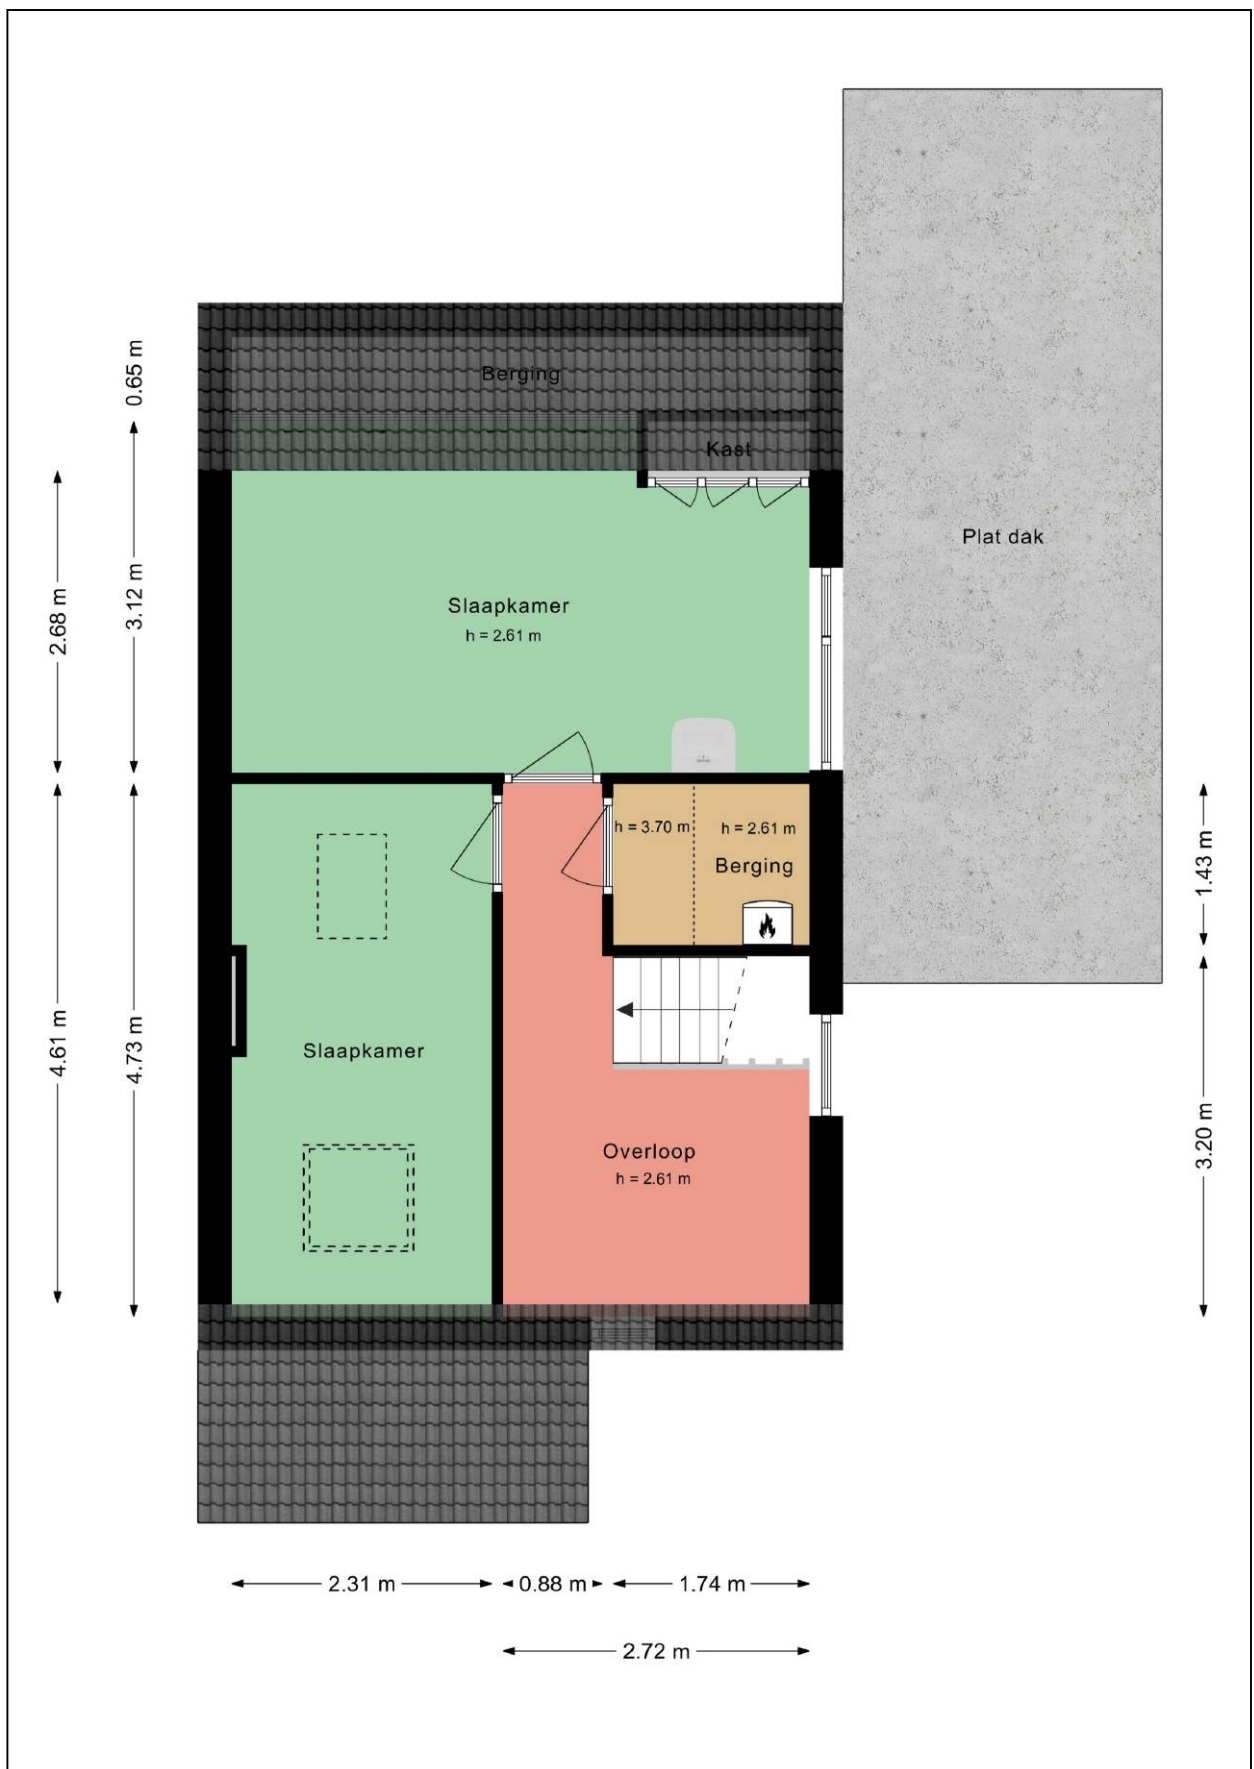 0.65 m
Berging
Kast
Plat dak
2.68 m
3.12 m
Slaapkamer
h = 2.61 m
h = 3.70 m
h = 2.61 m
Berging
1.43 m
4.61 m
4.73 m
Slaapkamer
3.20 m
Overloop
h = 2.61 m
2.31 m
0.88 m
1.74 m
2.72 m